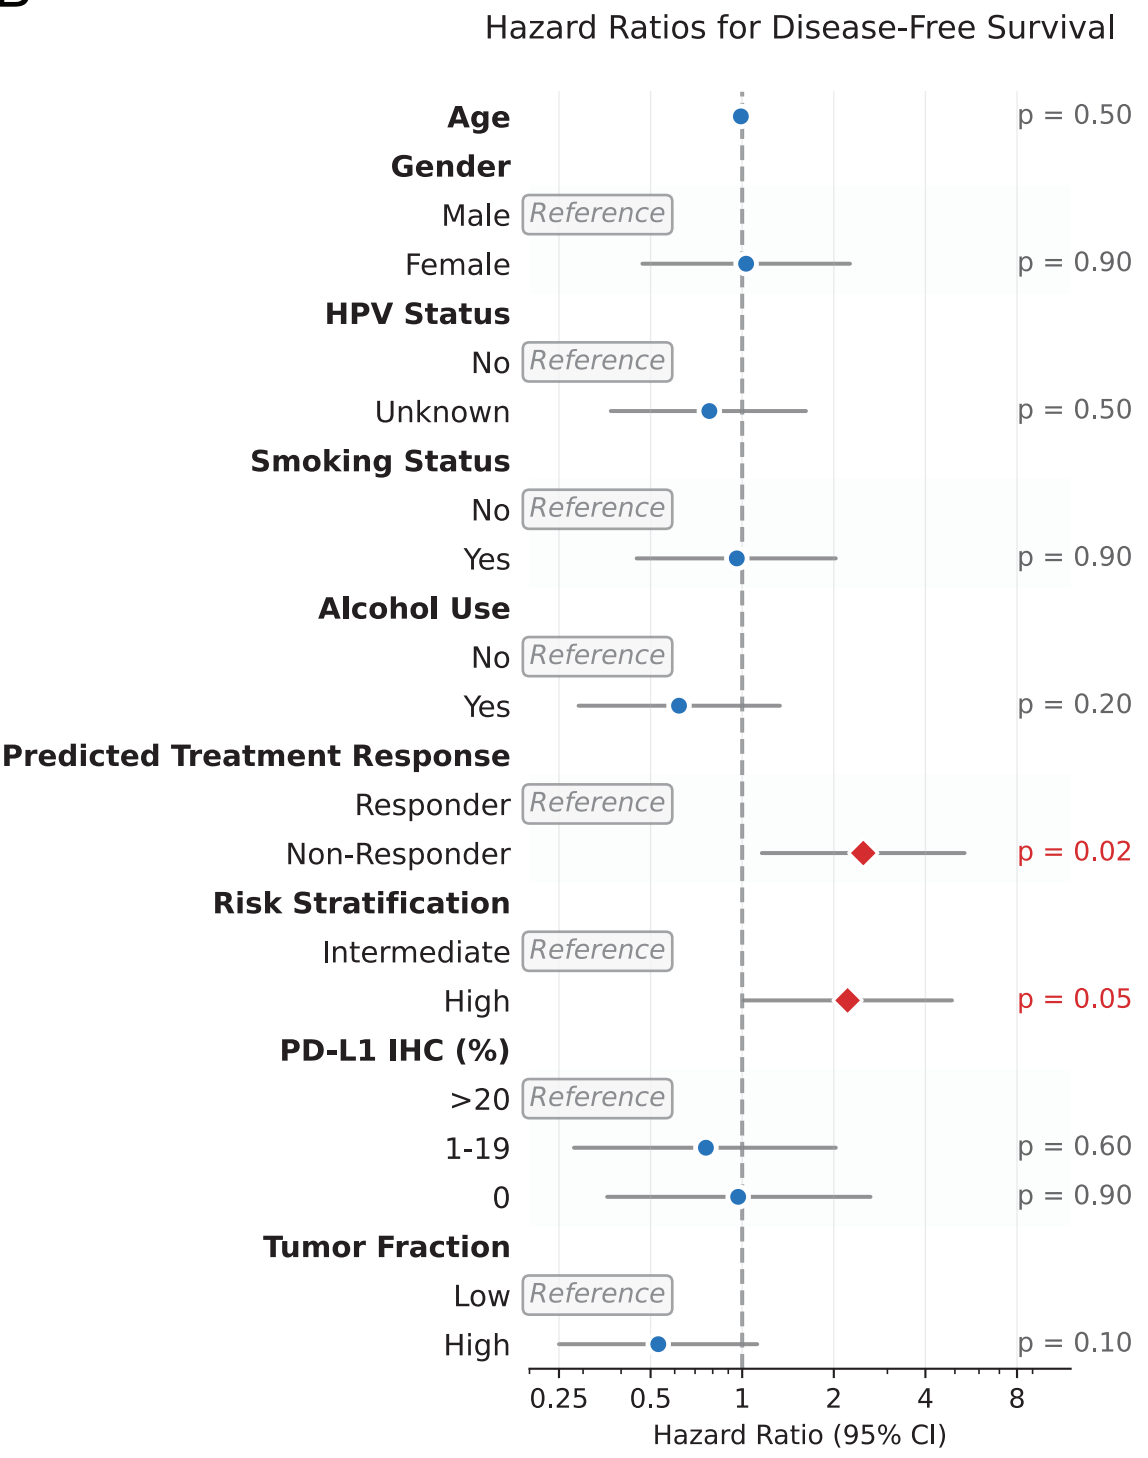 Hazard Ratios for Disease-Free Survival
Age p = 0.50
Gender
Male Reference
Female p = 0.90
HPV Status
No Reference
Unknown p = 0.50
Smoking Status
No Reference
Yes p = 0.90
Alcohol Use
No Reference
Yes p = 0.20
Predicted Treatment Response
Responder Reference
Non-Responder p = 0.02
Risk Stratification
Intermediate Reference
High p = 0.05
PD-L1 IHC (%)
>20 Reference
1-19 p = 0.60
0 p = 0.90
Tumor Fraction
Low Reference
High p = 0.10
0.25 0.5 1 2 4 8
Hazard Ratio (95% CI)